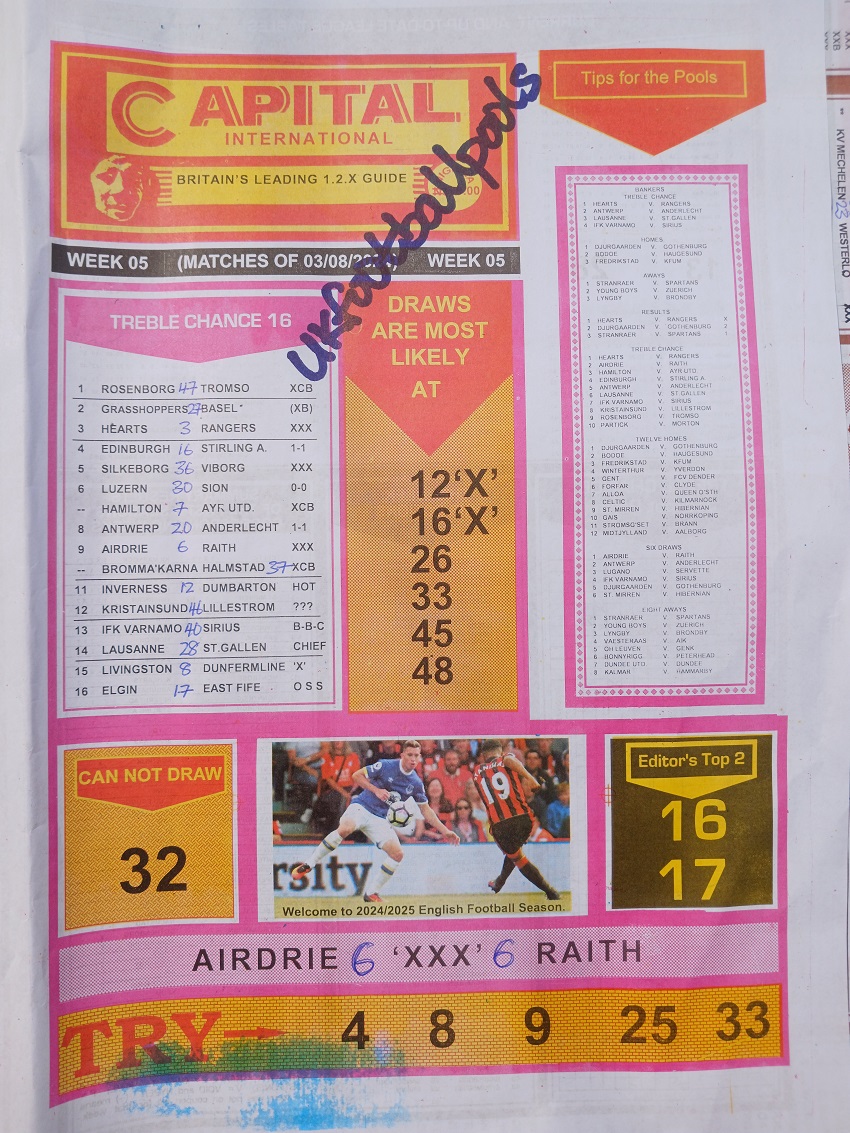 CAPITAL
INTERNATIONAL
BRITAIN'S LEADING 1.2.X GUIDE
UKfootballpools
WEEK 05 (MATCHES OF 03/08/ WEEK 05
TREBLE CHANCE 16
1 ROSENBORG 47 TROMSO XCB
2 GRASSHOPPERS 27 BASEL (XB)
3 HEARTS 3 RANGERS XXX
4 EDINBURGH 16 STIRLING A. 1-1
5 SILKEBORG 36 VIBORG XXX
6 LUZERN 30 SION 0-0
-- HAMILTON 7 AYR UTD. XCB
8 ANTWERP 20 ANDERLECHT 1-1
9 AIRDRIE 6 RAITH XXX
-- BROMMA'KARNA HALMSTAD 37 XCB
11 INVERNESS 12 DUMBARTON HOT
12 KRISTAINSUND 46 LILLESTROM ???
13 IFK VARNAMO 40 SIRIUS B-B-C
14 LAUSANNE 28 ST.GALLEN CHIEF
15 LIVINGSTON 8 DUNFERMLINE 'X'
16 ELGIN 17 EAST FIFE O S S
DRAWS
ARE MOST
LIKELY
AT
12'X'
16'X'
26
33
45
48
Tips for the Pools
BANKERS
TREBLE CHANCE
1 HEARTS V. RANGERS
2 ANTWERP V. ANDERLECHT
3 LAUSANNE V. ST.GALLEN
4 IFK VARNAMO V. SIRIUS
HOMES
1 DJURGAARDEN V. GOTHENBURG
2 BODOE V. HAUGESUND
3 FREDRIKSTAD V. KFUM
AWAYS
1 STRANRAER V. SPARTANS
2 YOUNG BOYS V. ZUERICH
3 LYNGBY V. BRONDBY
RESULTS
1 HEARTS V. RANGERS X
2 DJURGAARDEN V. GOTHENBURG 2
3 STRANRAER V. SPARTANS 1
TREBLE CHANCE
1 HEARTS V. RANGERS
2 AIRDRIE V. RAITH
3 HAMILTON V. AYR UTD.
4 EDINBURGH V. STIRLING A
5 ANTWERP V. ANDERLECHT
6 LAUSANNE V. ST.GALLEN
7 IFK VARNAMO V. SIRIUS
8 KRISTAINSUND V. LILLESTROM
9 ROSENBORG V. TROMSO
10 PARTICK V. MORTON
TWELVE HOMES
1 DJURGAARDEN V. GOTHENBURG
2 BODOE V. HAUGESUND
3 FREDRIKSTAD V. KFUM
4 WINTERTHUR V. YVERDON
5 GENT V. FCV DENDER
6 FORFAR V. CLYDE
7 ALLOA V. QUEEN D'STH
8 CELTIC V. KILMARNOCK
9 ST. MIRREN V. HIBERNIAN
10 GAIS V. NORRKOPING
11 STROMSG'SET V. BRANN
12 MIDTJYLLAND V. AALBORG
SIX DRAWS
1 AIRDRIE V. RAITH
2 ANTWERP V. ANDERLECHT
3 LUGANO V. SERVETTE
4 IFK VARNAMO V. SIRIUS
5 DJURGAARDEN V. GOTHENBURG
6 ST. MIRREN V. HIBERNIAN
EIGHT AWAYS
1 STRANRAER V. SPARTANS
2 YOUNG BOYS V. ZUERICH
3 LYNGBY V. BRONDBY
4 VAESTERAAS V. AIK
5 OH LEUVEN V. GENK
6 BONNYRIGG V. PETERHEAD
7 DUNDEE UTD. V. DUNDEE
8 KALMAR V. HAMMARBY
KV MECHELEN 23 WESTERLO
CAN NOT DRAW
32
19
rsity
Welcome to 2024/2025 English Football Season.
Editor's Top 2
16
17
AIRDRIE 6 'XXX' 6 RAITH
TRY 4 8 9 25 33